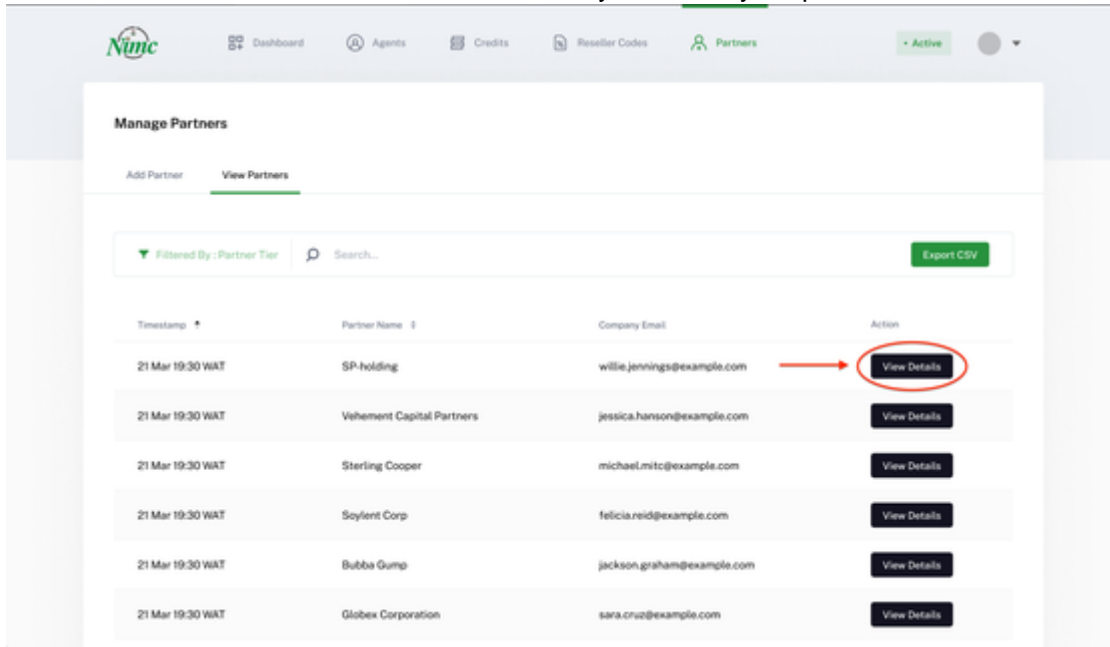 Nimc Dashboard Agents Credits Reseller Codes Partners • Active
Manage Partners
Add Partner View Partners
Filtered By : Partner Tier Search... Export CSV
Timestamp Partner Name Company Email Action
21 Mar 19:30 WAT SP-holding willie.jennings@example.com View Details
21 Mar 19:30 WAT Vehement Capital Partners jessica.hanson@example.com View Details
21 Mar 19:30 WAT Sterling Cooper michael.mitc@example.com View Details
21 Mar 19:30 WAT Soylent Corp felicia.reid@example.com View Details
21 Mar 19:30 WAT Bubba Gump jackson.graham@example.com View Details
21 Mar 19:30 WAT Globex Corporation sara.cruz@example.com View Details